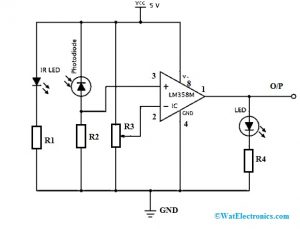 Vcc 5 V
IR LED
Photodiode
3
V+
8
LM358M
1
O/P
IC
2
GND
4
LED
R1
R2
R3
R4
GND
©WatElectronics.com